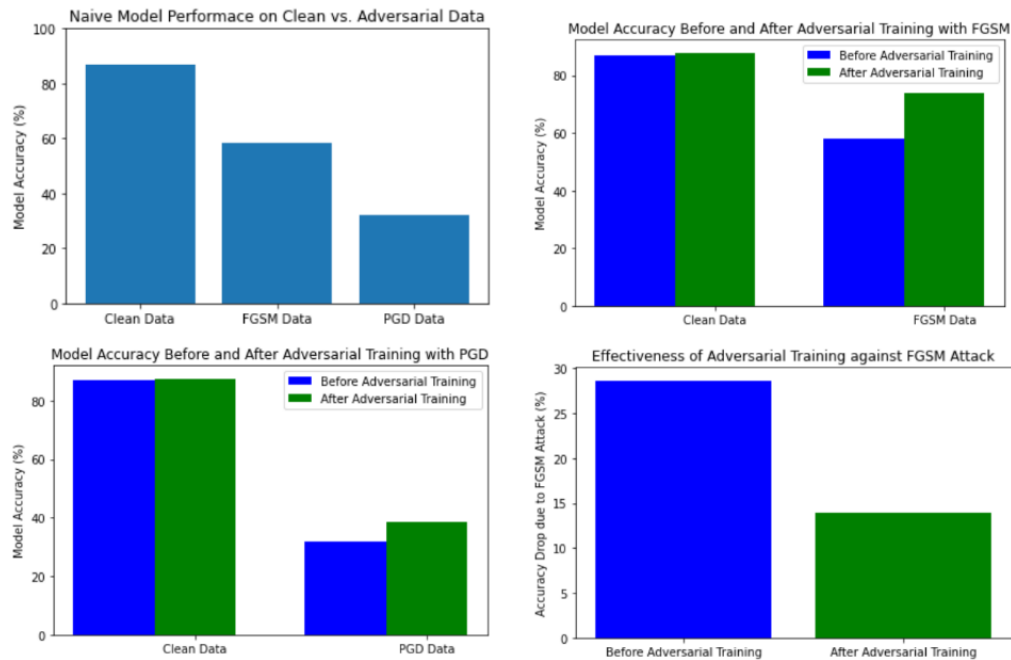 Naive Model Performace on Clean vs. Adversarial Data
Model Accuracy (%)
100
80
60
40
20
0
Clean Data FGSM Data PGD Data
Model Accuracy Before and After Adversarial Training with FGSM
Before Adversarial Training
After Adversarial Training
Model Accuracy (%)
80
60
40
20
0
Clean Data FGSM Data
Model Accuracy Before and After Adversarial Training with PGD
Before Adversarial Training
After Adversarial Training
Model Accuracy (%)
80
60
40
20
0
Clean Data PGD Data
Effectiveness of Adversarial Training against FGSM Attack
Accuracy Drop due to FGSM Attack (%)
30
25
20
15
10
5
0
Before Adversarial Training After Adversarial Training